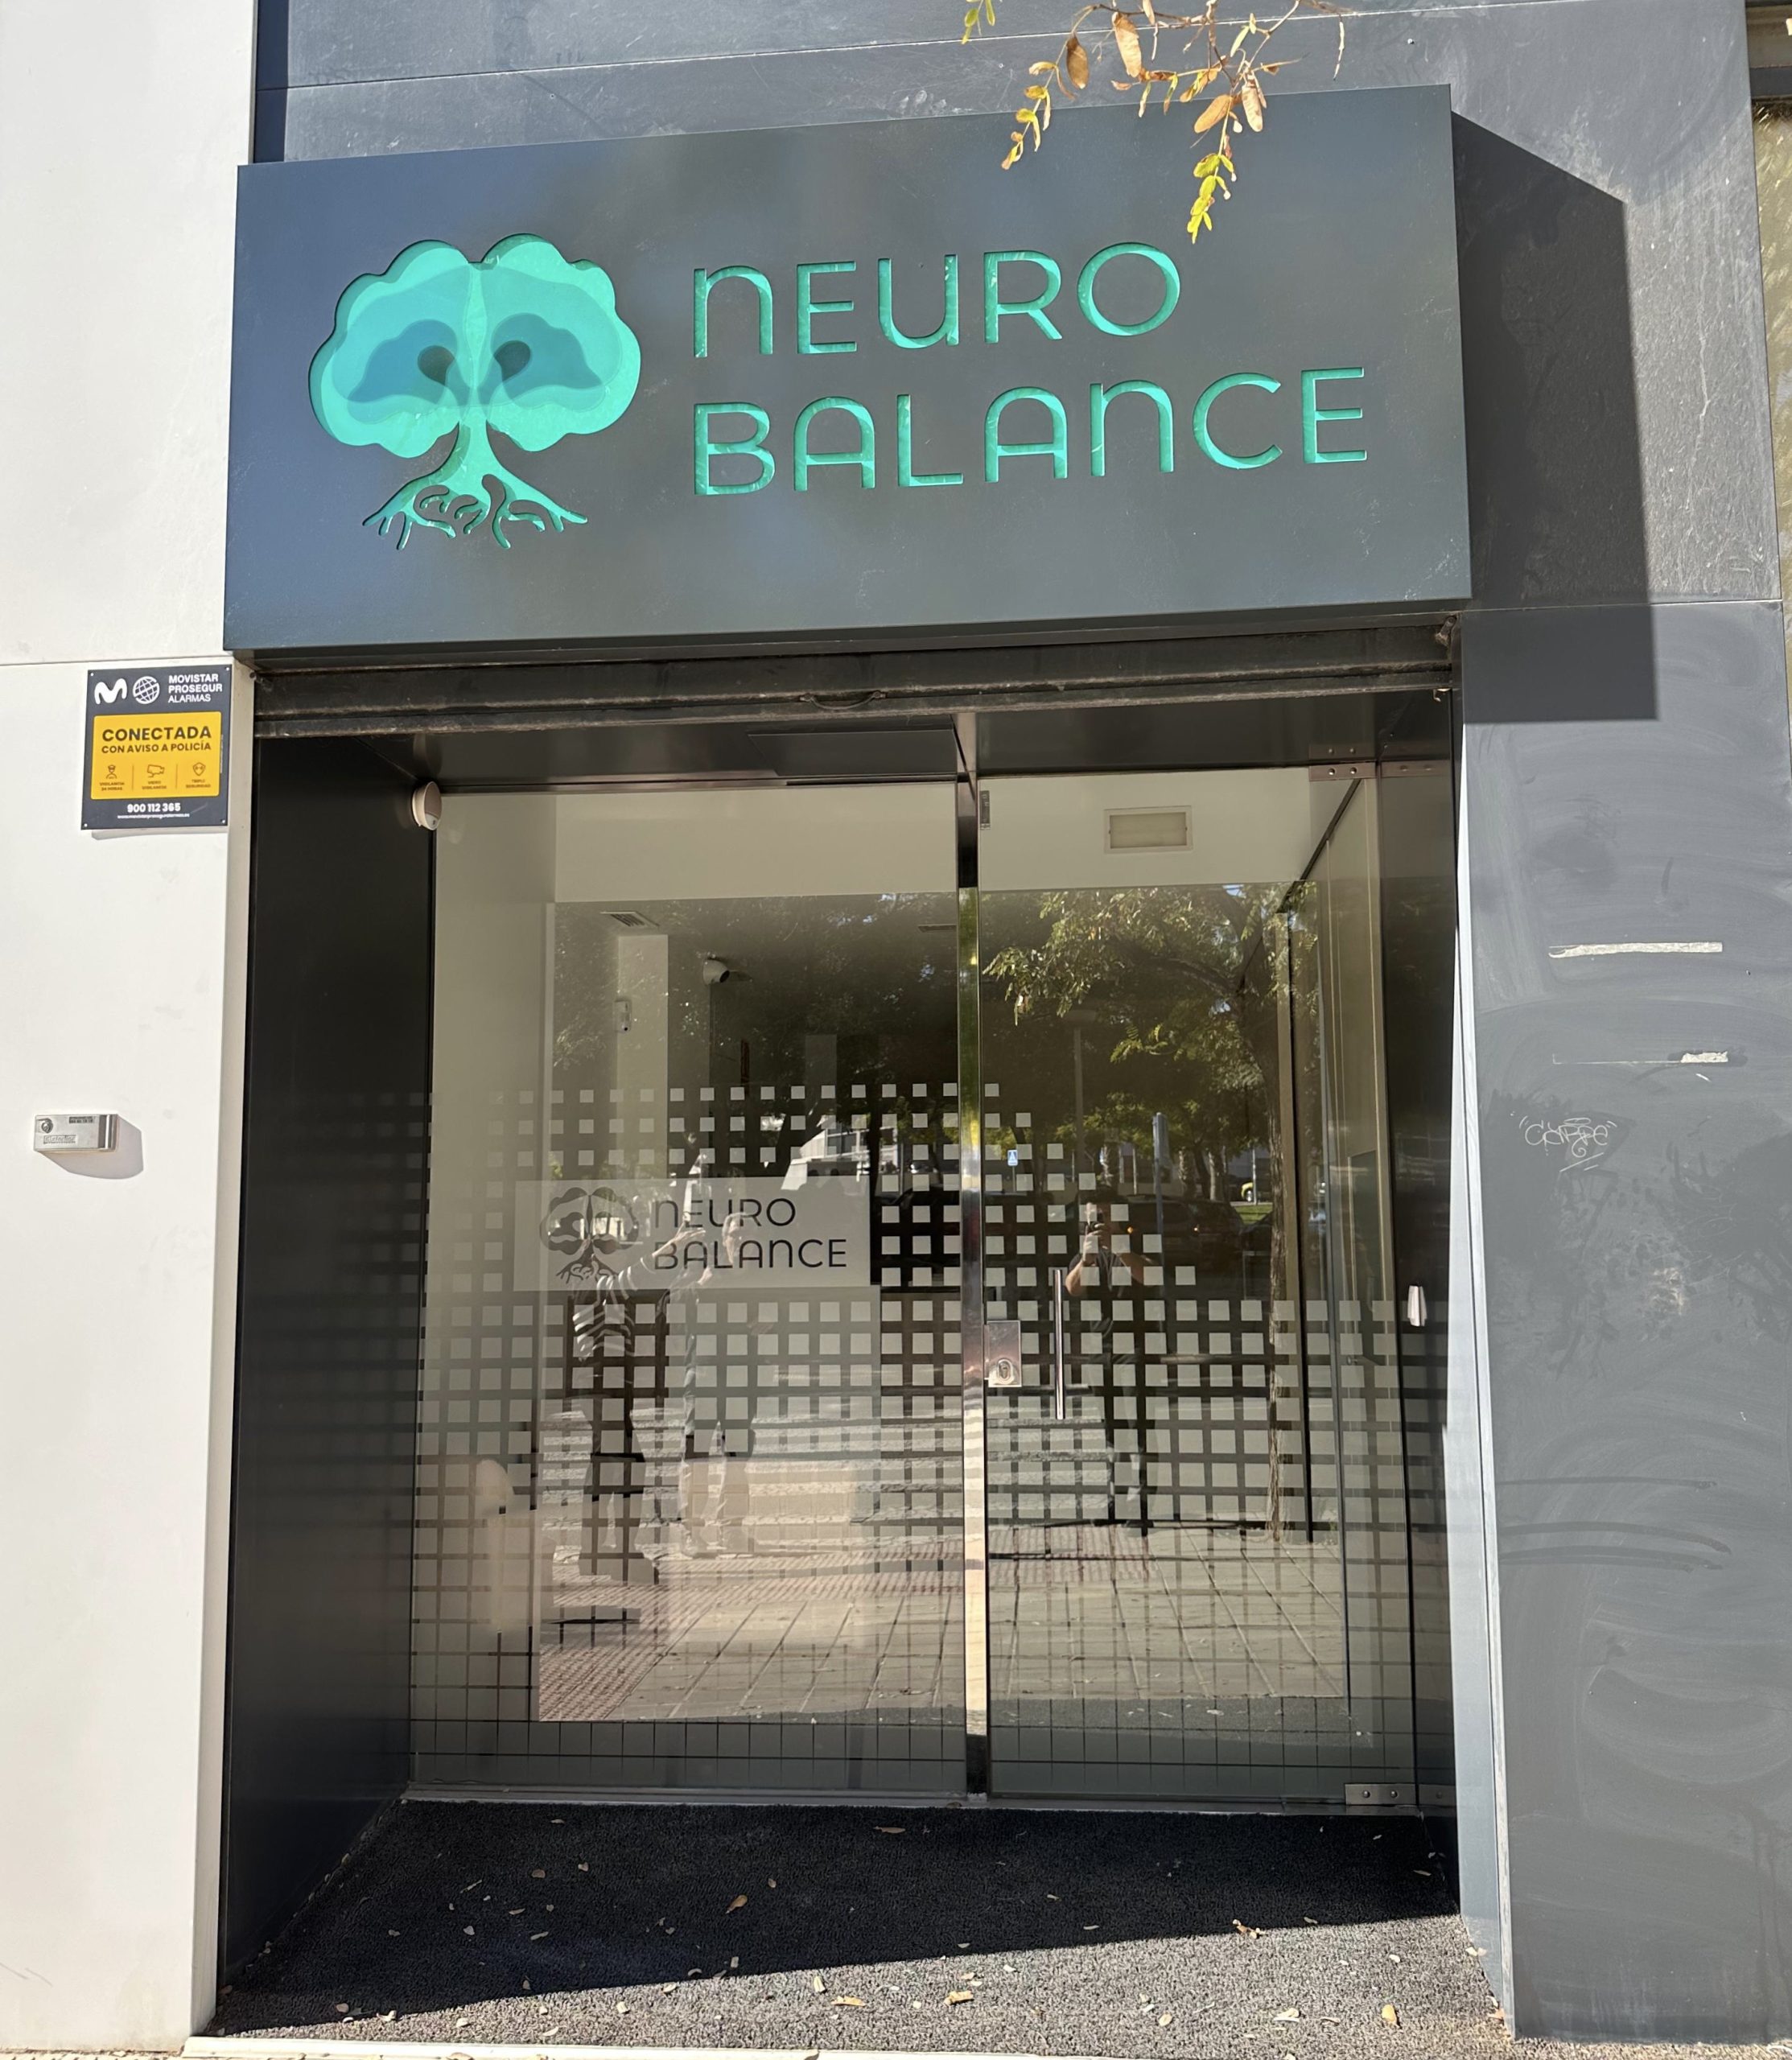 NEURO
BALANCE
MOVISTAR
PROSEGUR
ALARMAS
CONECTADA
CON AVISO A POLICÍA
900 112 365
NEURO
BALANCE